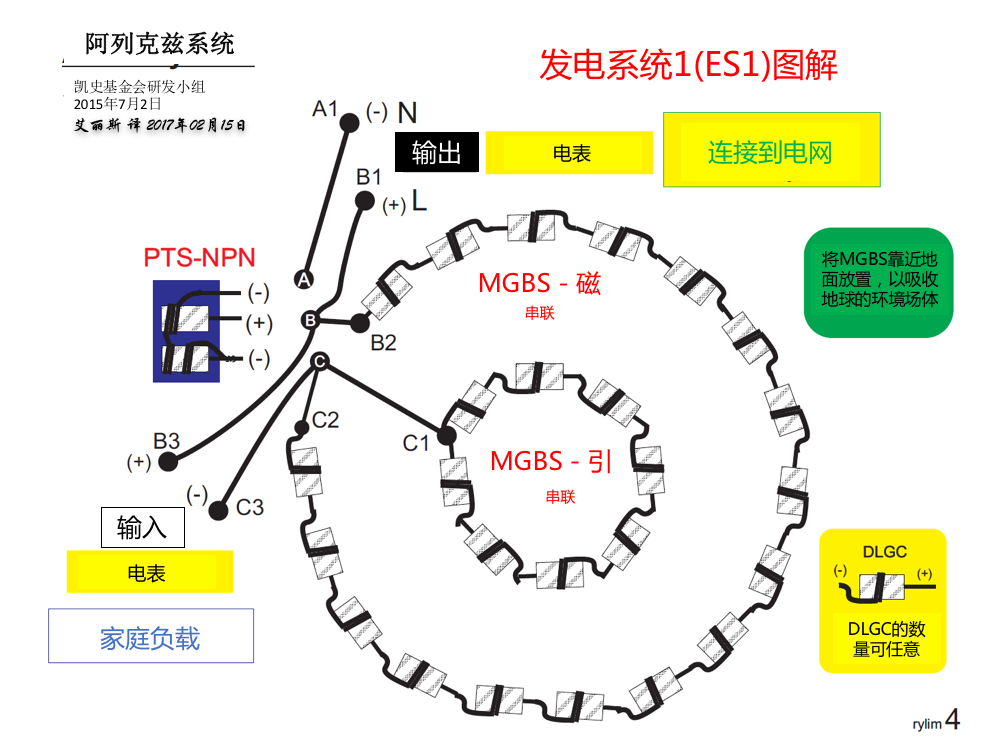 阿列克兹系统
凯史基金会研发小组
2015年7月2日
艾丽斯 译 2017年02月15日
发电系统1(ES1)图解
A1 (-) N
输出
电表
连接到电网
B1
(+) L
PTS-NPN
(-)
(+)
(-)
A
B
B2
C
MGBS - 磁
串联
将MGBS靠近地
面放置，以吸收
地球的环境场体
C2
C1
B3
(+)
(-)
C3
MGBS - 引
串联
输入
电表
家庭负载
DLGC
(-)
(+)
DLGC的数
量可任意
rylim 4